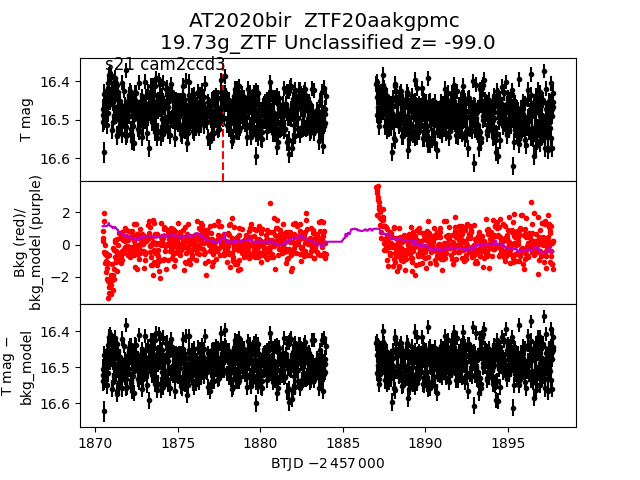 AT2020bir ZTF20aakgpmc
19.73g_ZTF Unclassified z= -99.0
s21 cam2ccd3
T mag
16.4
16.5
16.6
Bkg (red)/
bkg_model (purple)
2
0
−2
T mag −
bkg_model
16.4
16.5
16.6
1870
1875
1880
1885
1890
1895
BTJD −2 457 000